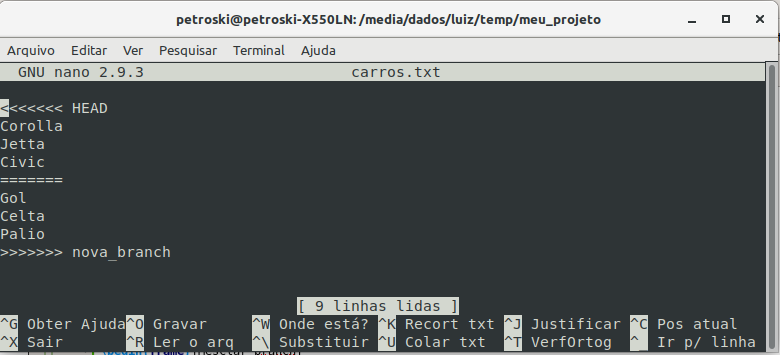 petroski@petroski-X550LN: /media/dados/luiz/temp/meu_projeto
Arquivo Editar Ver Pesquisar Terminal Ajuda
GNU nano 2.9.3 carros.txt
<<<<<<< HEAD
Corolla
Jetta
Civic
=======
Gol
Celta
Palio
>>>>>>> nova_branch
[ 9 linhas lidas ]
^G Obter Ajuda ^O Gravar ^W Onde está? ^K Recort txt ^J Justificar ^C Pos atual
^X Sair ^R Ler o arq ^\ Substituir ^U Colar txt ^T VerfOrtog ^_ Ir p/ linha